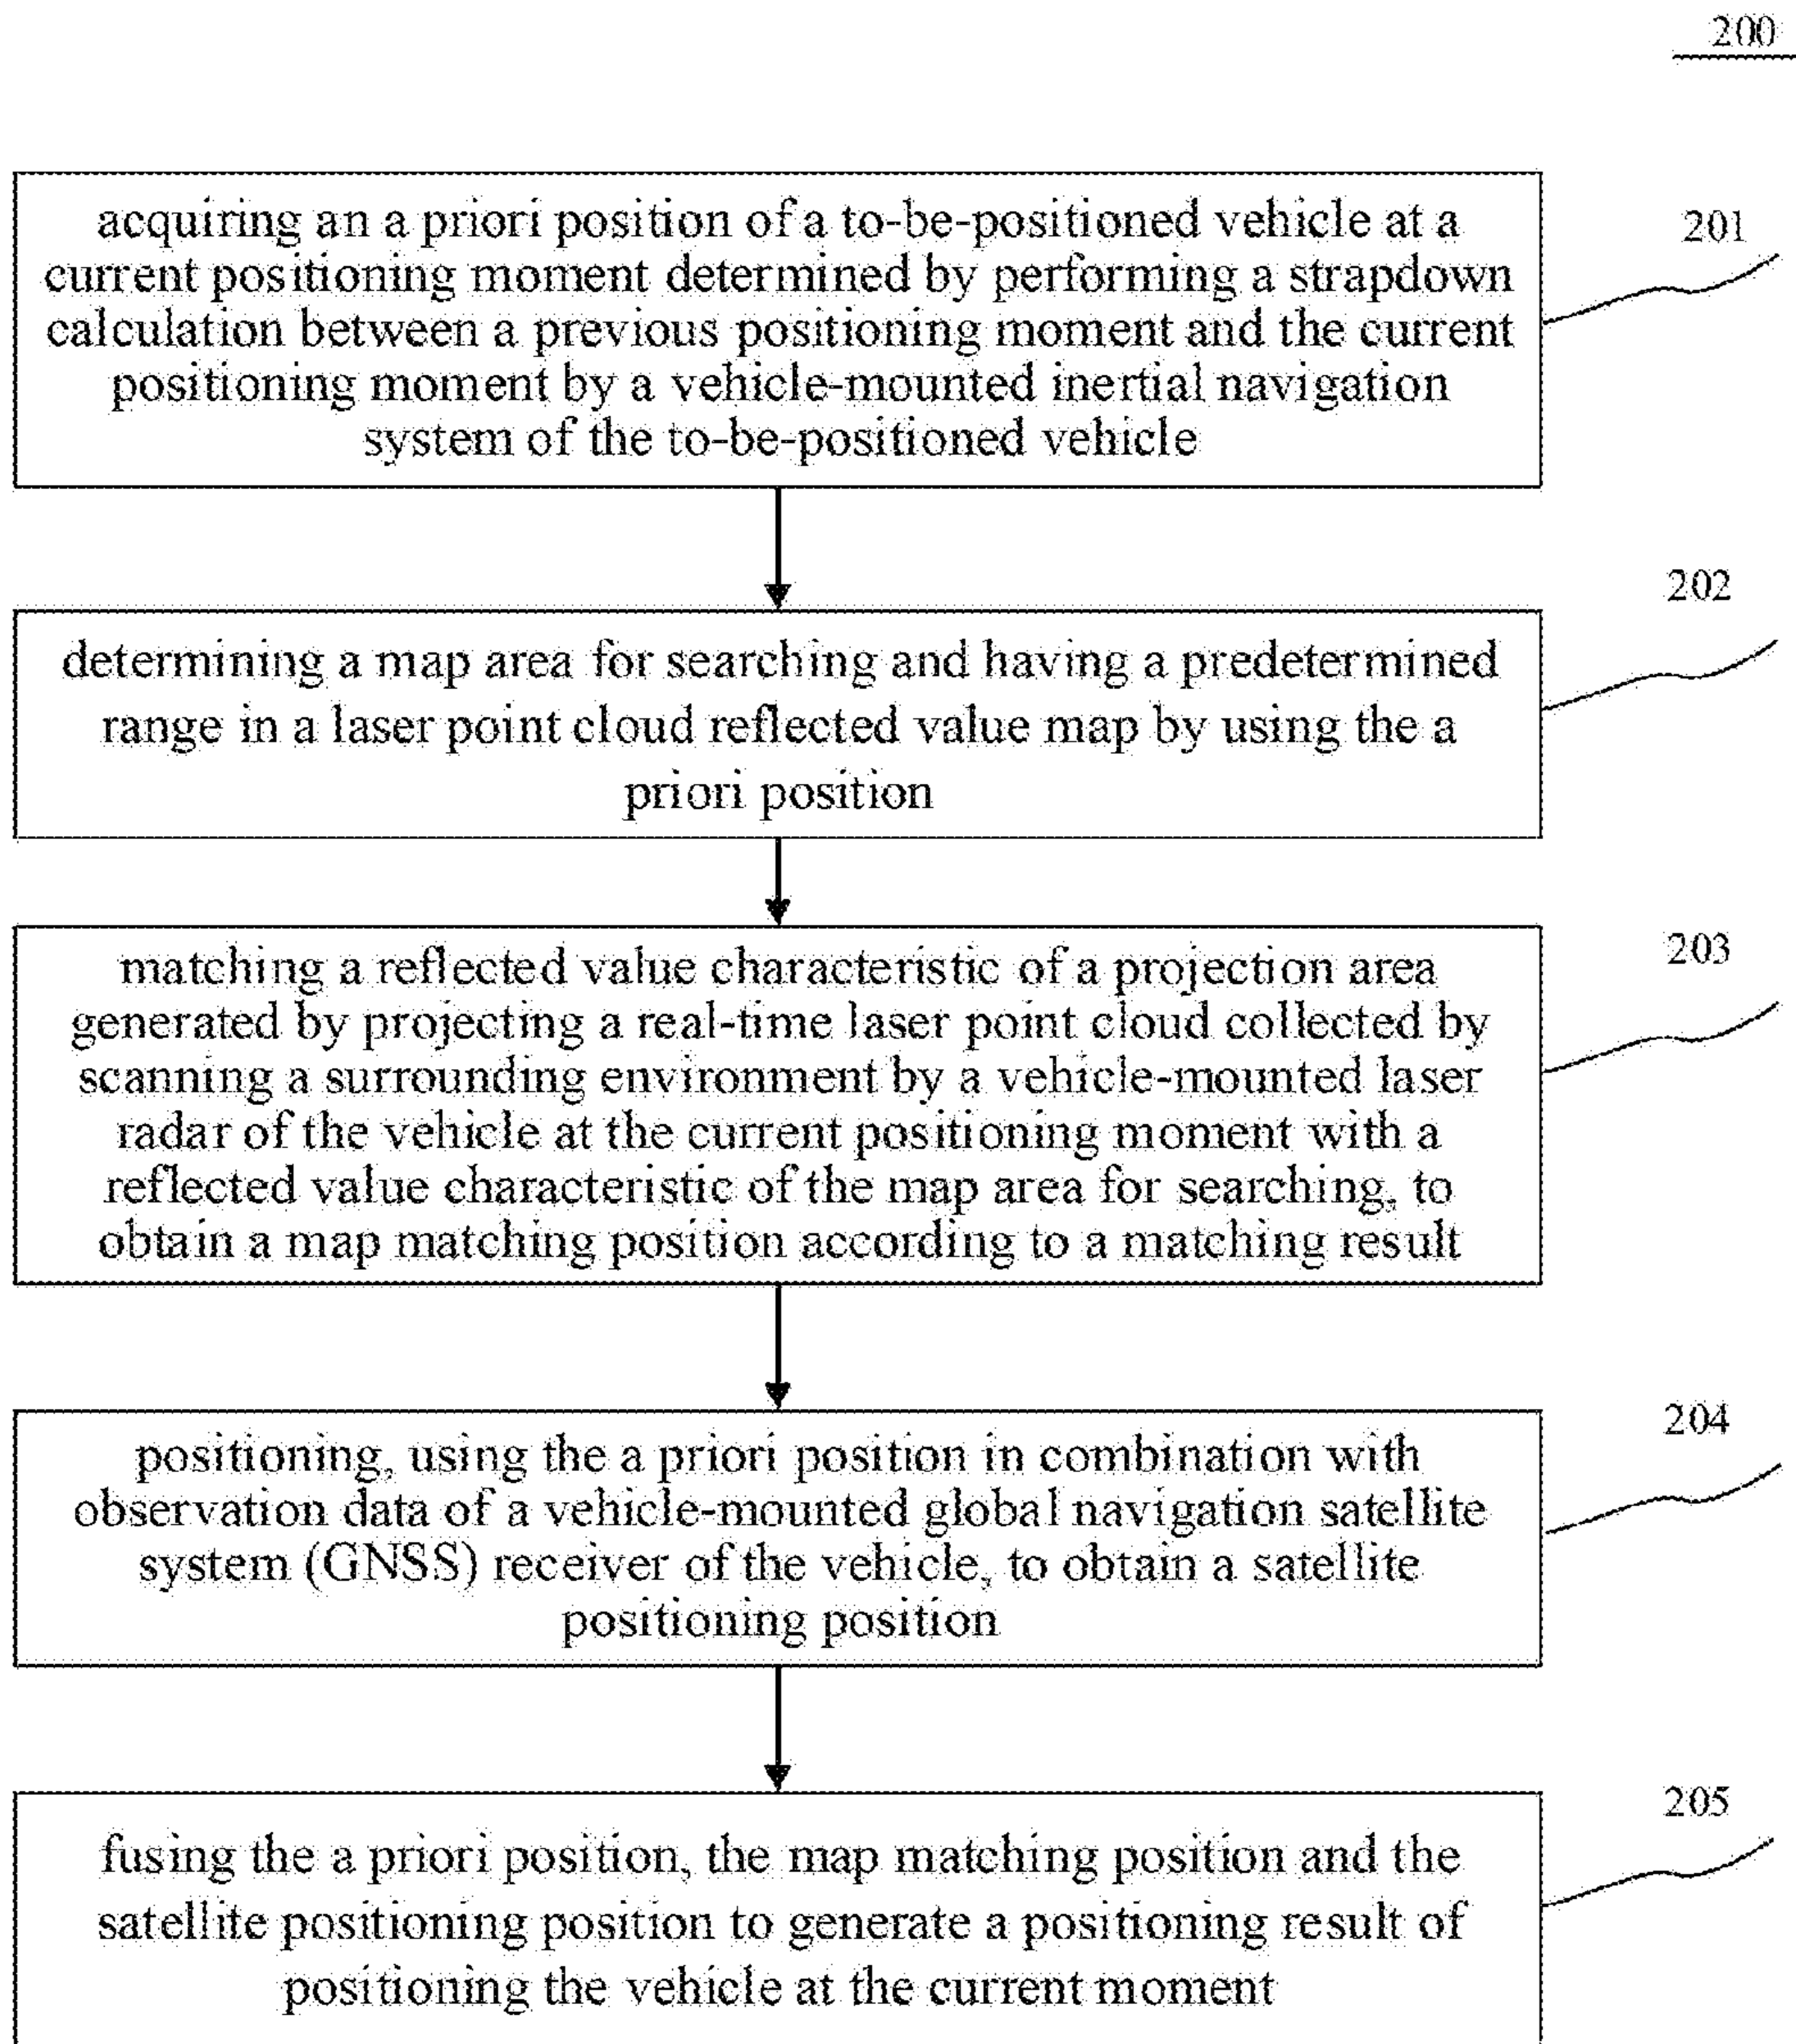 200
acquiring an a priori position of a to-be-positioned vehicle at a
current positioning moment determined by performing a strapdown
calculation between a previous positioning moment and the current
positioning moment by a vehicle-mounted inertial navigation
system of the to-be-positioned vehicle
201
determining a map area for searching and having a predetermined
range in a laser point cloud reflected value map by using the a
priori position
202
matching a reflected value characteristic of a projection area
generated by projecting a real-time laser point cloud collected by
scanning a surrounding environment by a vehicle-mounted laser
radar of the vehicle at the current positioning moment with a
reflected value characteristic of the map area for searching, to
obtain a map matching position according to a matching result
203
positioning, using the a priori position in combination with
observation data of a vehicle-mounted global navigation satellite
system (GNSS) receiver of the vehicle, to obtain a satellite
positioning position
204
fusing the a priori position, the map matching position and the
satellite positioning position to generate a positioning result of
positioning the vehicle at the current moment
205